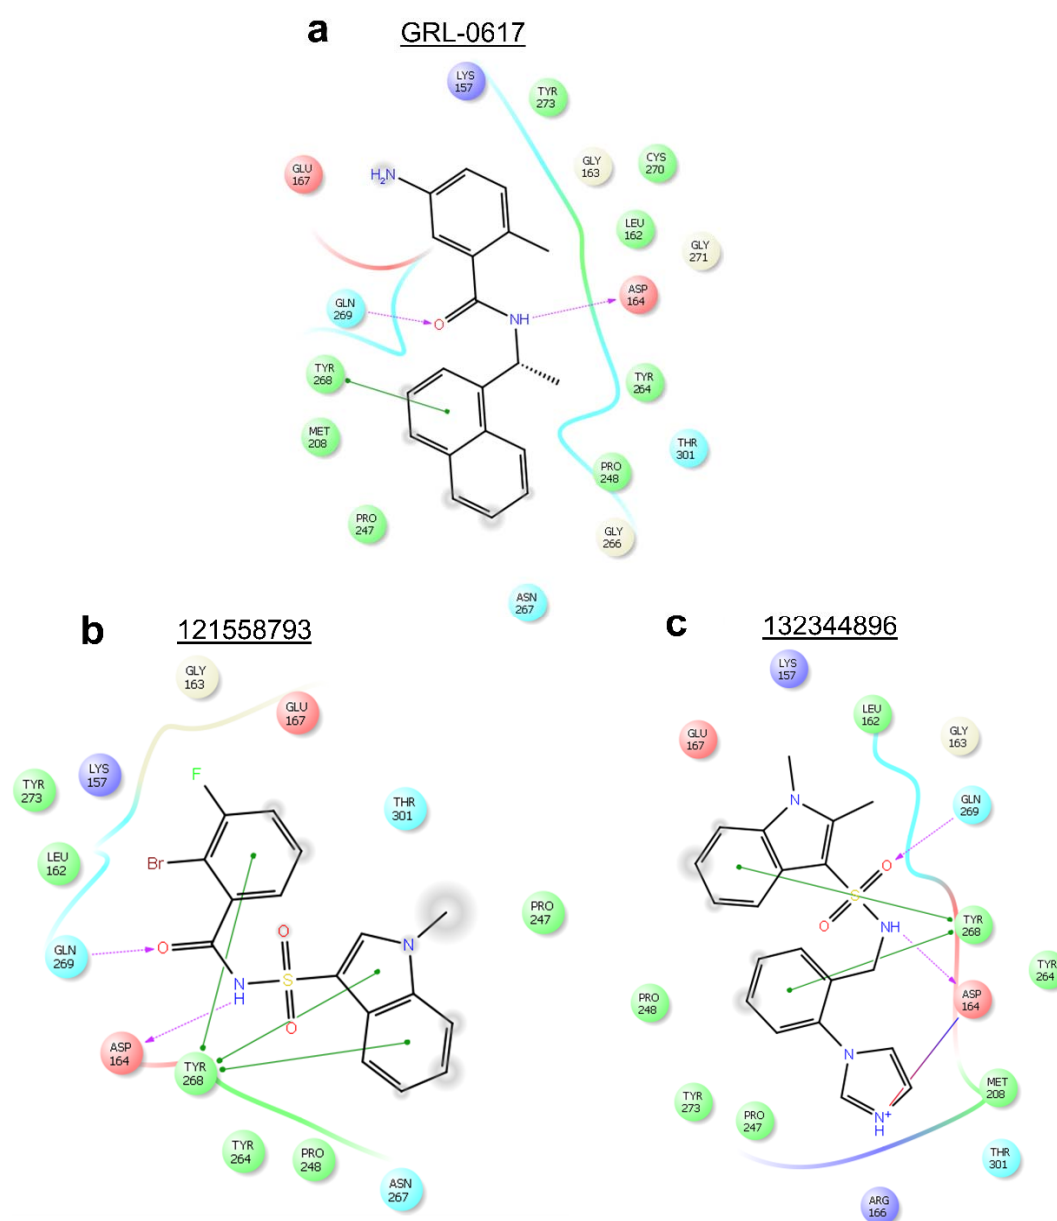 a GRL-0617
LYS
157
TYR
273
GLY
163
CYS
270
GLU
167
H2N
LEU
162
GLY
271
ASP
164
GLN
269
O
NH
TYR
268
TYR
264
MET
208
THR
301
PRO
248
PRO
247
GLY
266
ASN
267
b 121558793
GLY
163
GLU
167
LYS
157
TYR
273
F
THR
301
LEU
162
Br
PRO
247
GLN
269
O
O
N
N
H
S
O
ASP
164
TYR
268
TYR
264
PRO
248
ASN
267
c 132344896
LYS
157
LEU
162
GLU
167
GLY
163
N
GLN
269
O
S
O
NH
TYR
268
TYR
264
PRO
248
ASP
164
N
MET
208
TYR
273
PRO
247
N+
H
THR
301
ARG
166